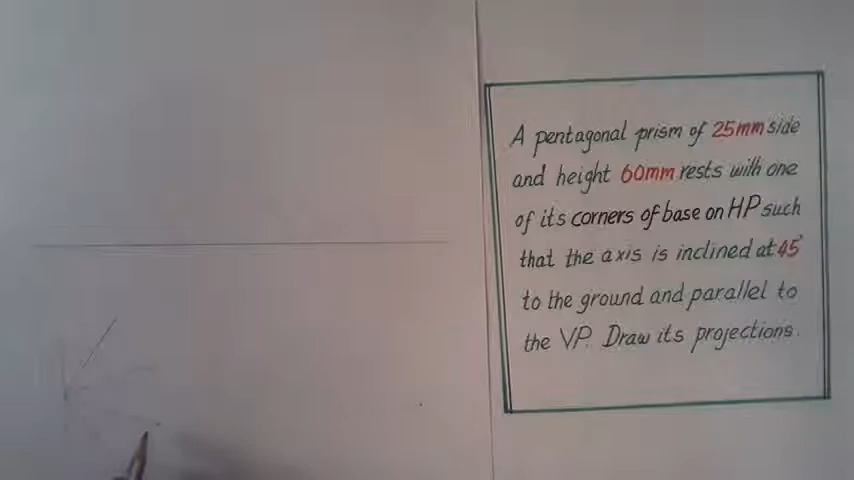 A pentagonal prism of 25mm side
and height 60mm rests with one
of its corners of base on HP such
that the axis is inclined at 45°
to the ground and parallel to
the VP. Draw its projections.